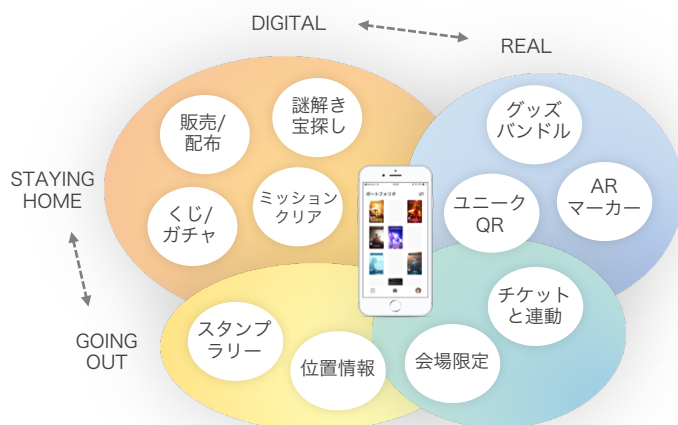 DIGITAL
REAL
STAYING
HOME
GOING
OUT
販売/
配布
謎解き
宝探し
くじ/
ガチャ
ミッション
クリア
グッズ
バンドル
ユニーク
QR
AR
マーカー
スタンプ
ラリー
位置情報
会場限定
チケット
と連動
ポートフォリオ